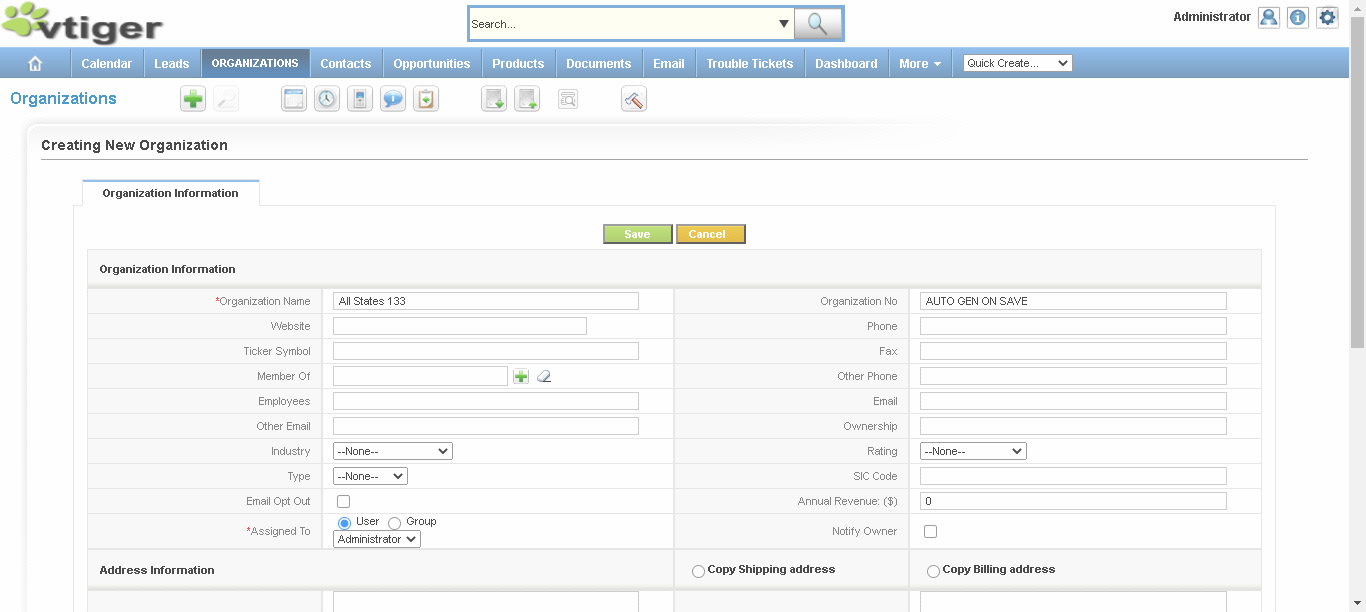 vtiger
Search...
Administrator
Calendar Leads ORGANIZATIONS Contacts Opportunities Products Documents Email Trouble Tickets Dashboard More Quick Create...
Organizations
Creating New Organization
Organization Information
Save Cancel
Organization Information
*Organization Name All States 133 Organization No AUTO GEN ON SAVE
Website Phone
Ticker Symbol Fax
Member Of Other Phone
Employees Email
Other Email Ownership
Industry --None-- Rating --None--
Type --None-- SIC Code
Email Opt Out Annual Revenue: ($) 0
*Assigned To User Group Notify Owner
Administrator
Address Information Copy Shipping address Copy Billing address